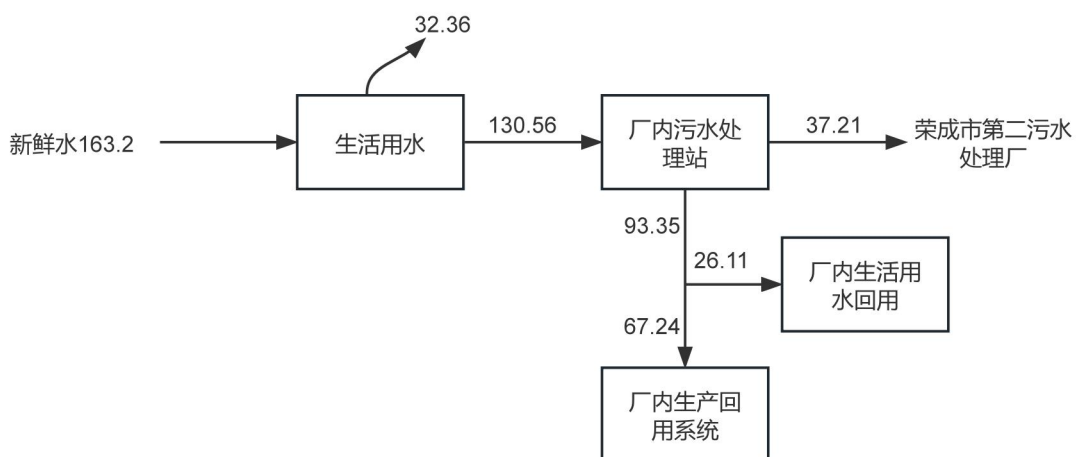 32.36
新鲜水163.2
生活用水
130.56
厂内污水处
理站
37.21
荣成市第二污水
处理厂
93.35
26.11
厂内生活用
水回用
67.24
厂内生产回
用系统